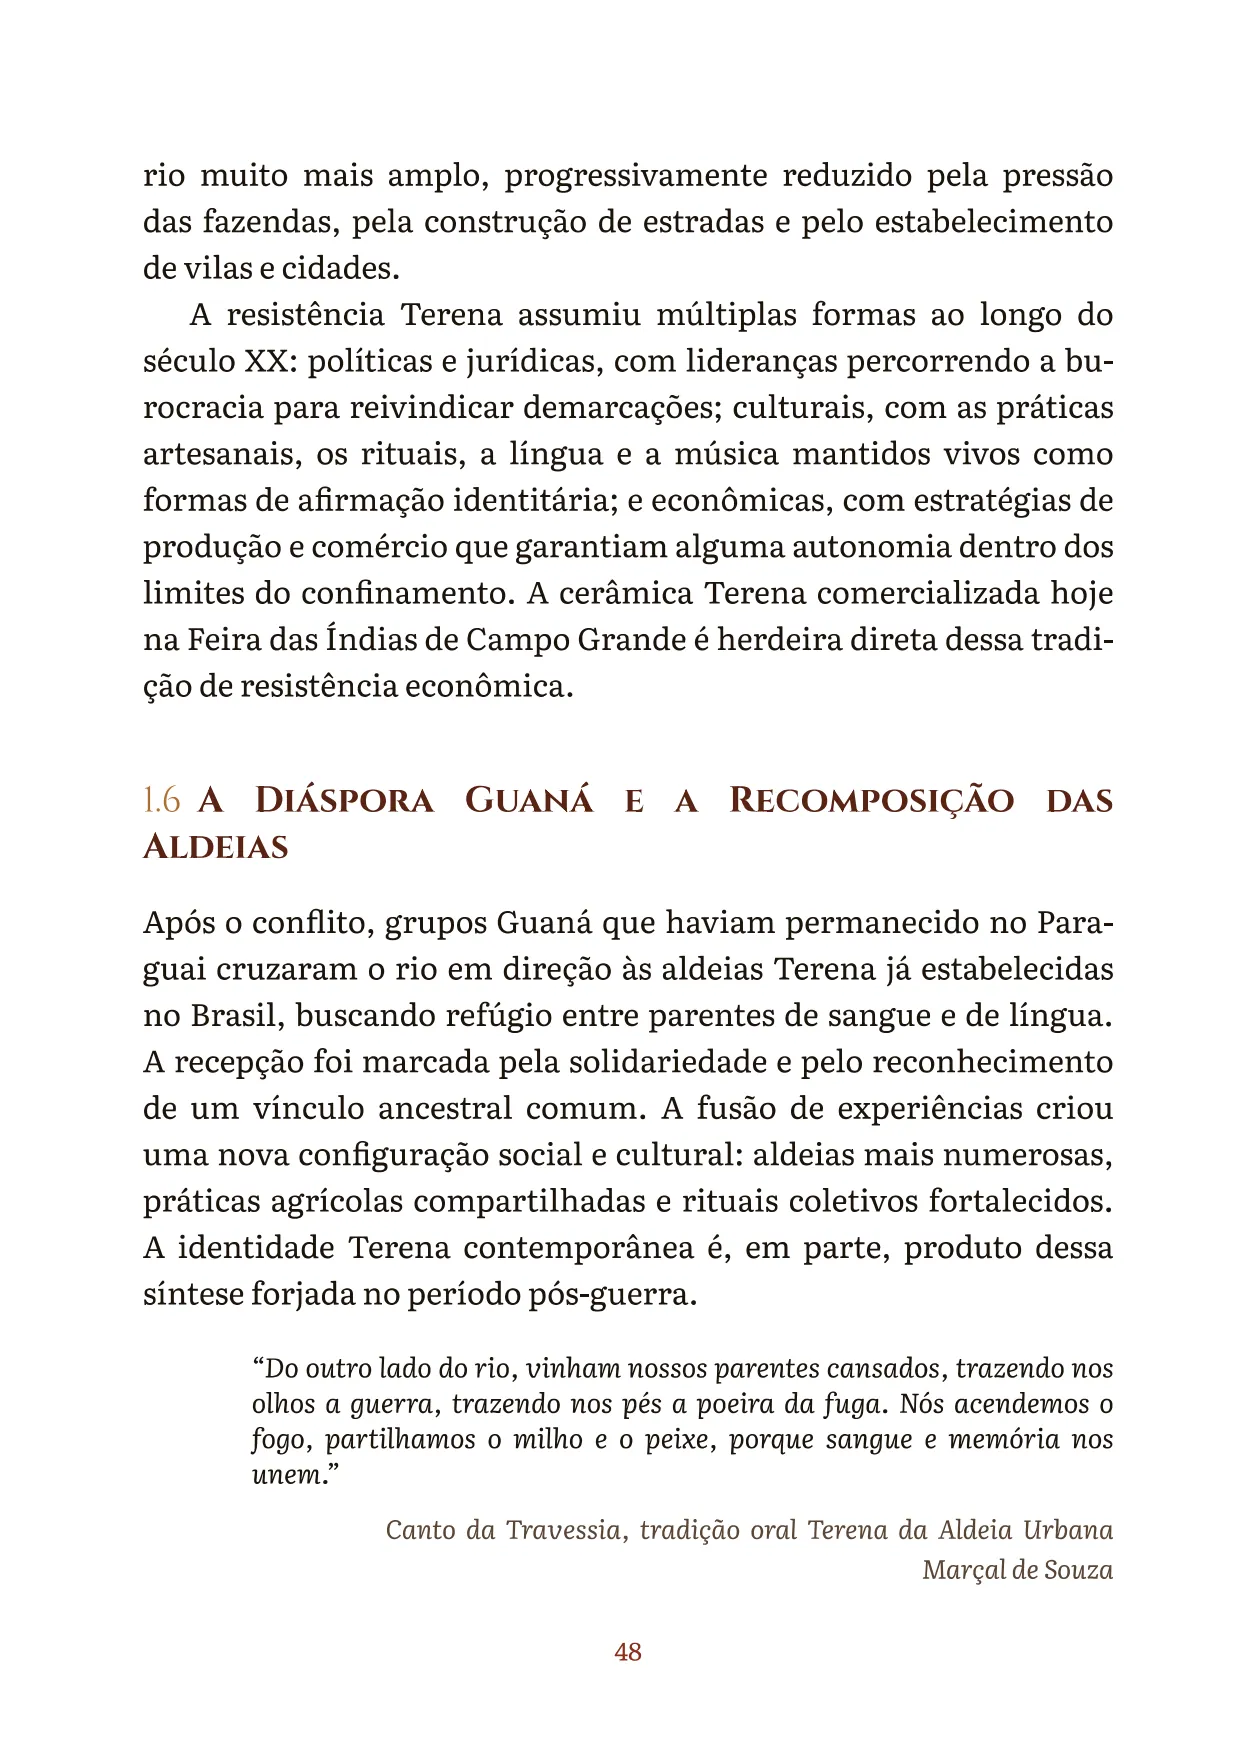 rio muito mais amplo, progressivamente reduzido pela pressão
das fazendas, pela construção de estradas e pelo estabelecimento
de vilas e cidades.
A resistência Terena assumiu múltiplas formas ao longo do
século XX: políticas e jurídicas, com lideranças percorrendo a bu-
rocracia para reivindicar demarcações; culturais, com as práticas
artesanais, os rituais, a língua e a música mantidos vivos como
formas de afirmação identitária; e econômicas, com estratégias de
produção e comércio que garantiam alguma autonomia dentro dos
limites do confinamento. A cerâmica Terena comercializada hoje
na Feira das Índias de Campo Grande é herdeira direta dessa tradi-
ção de resistência econômica.
1.6 A Diáspora Guaná e a Recomposição das
Aldeias
Após o conflito, grupos Guaná que haviam permanecido no Para-
guai cruzaram o rio em direção às aldeias Terena já estabelecidas
no Brasil, buscando refúgio entre parentes de sangue e de língua.
A recepção foi marcada pela solidariedade e pelo reconhecimento
de um vínculo ancestral comum. A fusão de experiências criou
uma nova configuração social e cultural: aldeias mais numerosas,
práticas agrícolas compartilhadas e rituais coletivos fortalecidos.
A identidade Terena contemporânea é, em parte, produto dessa
síntese forjada no período pós-guerra.
“Do outro lado do rio, vinham nossos parentes cansados, trazendo nos
olhos a guerra, trazendo nos pés a poeira da fuga. Nós acendemos o
fogo, partilhamos o milho e o peixe, porque sangue e memória nos
unem.”
Canto da Travessia, tradição oral Terena da Aldeia Urbana
Marçal de Souza
48